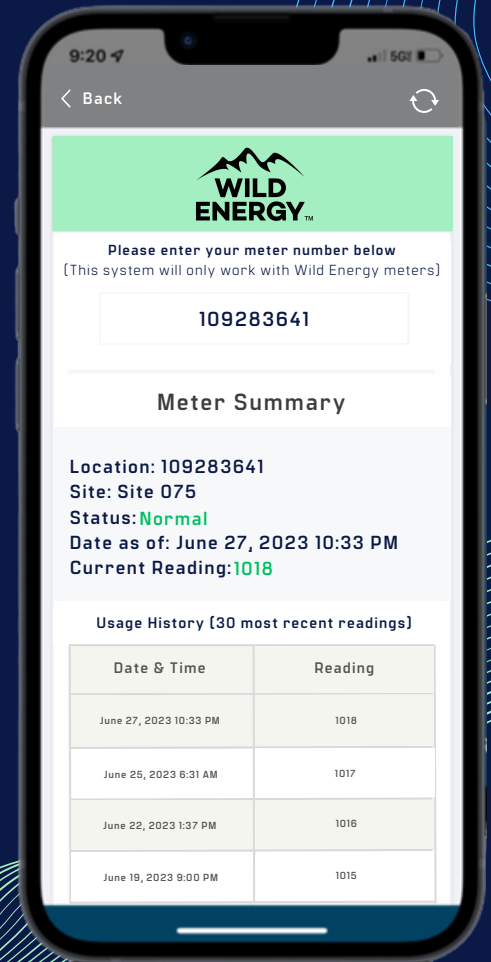 9:20
5GE
Back
WILD
ENERGY™
Please enter your meter number below
(This system will only work with Wild Energy meters)
109283641
Meter Summary
Location: 109283641
Site: Site 075
Status: Normal
Date as of: June 27, 2023 10:33 PM
Current Reading: 1018
Usage History (30 most recent readings)
Date & Time Reading
June 27, 2023 10:33 PM 1018
June 25, 2023 6:31 AM 1017
June 22, 2023 1:37 PM 1016
June 19, 2023 9:00 PM 1015